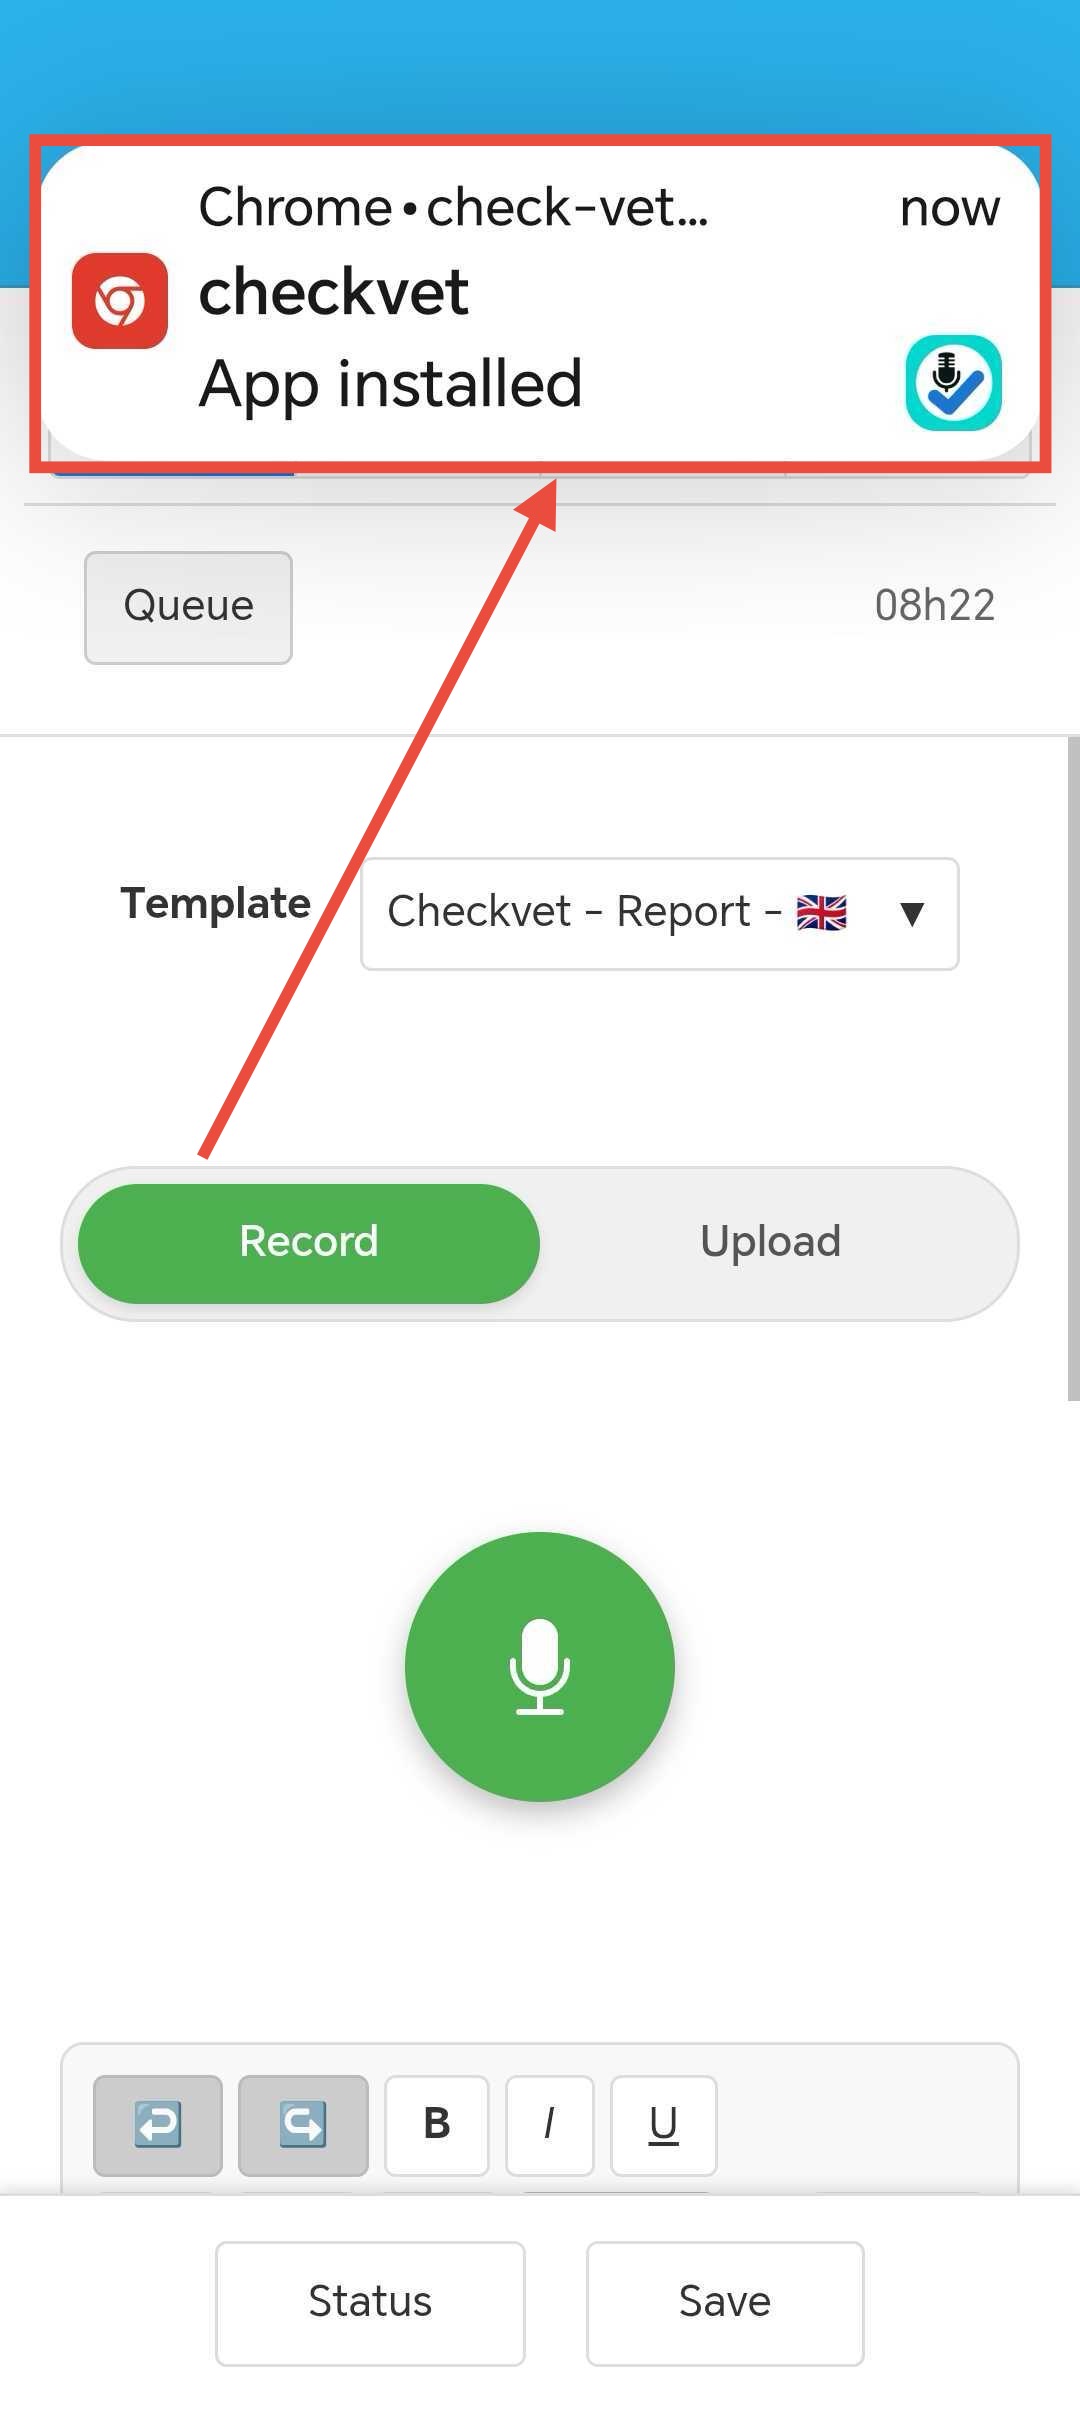 Chrome • check-vet... now
checkvet
App installed
Queue 08h22
Template Checkvet - Report - 🇬🇧 ▼
Record Upload
B I U
Status Save